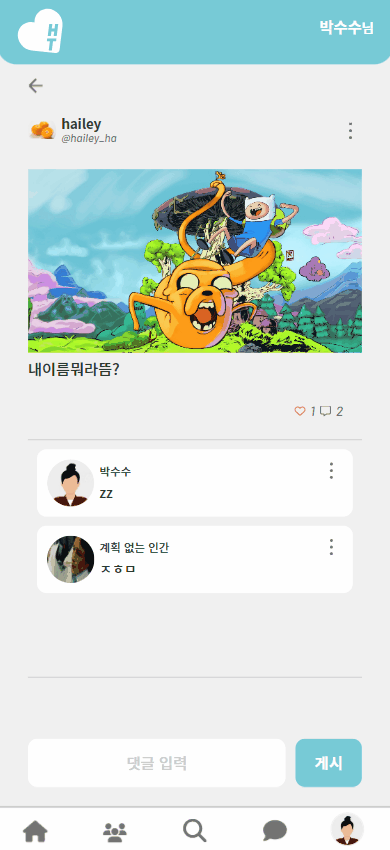 HT
박수수님
hailey
@hailey_ha
내이름뭐라뜸?
1 2
박수수
zz
계획 없는 인간
ㅈㅎㅁ
댓글 입력
게시